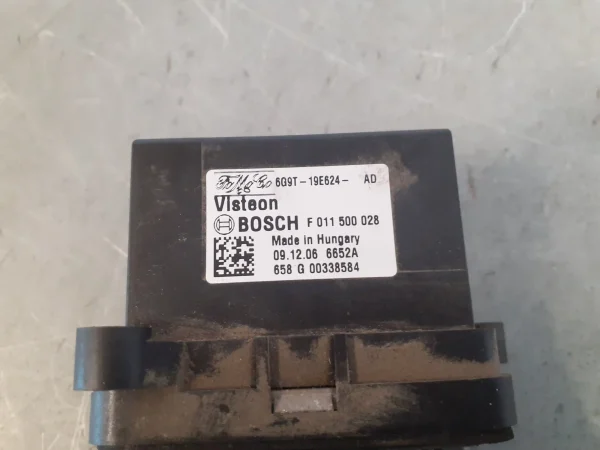 6G9T-19E624- AD
Visteon
BOSCH F 011 500 028
Made in Hungary
09.12.06 6652A
658 G 00338584